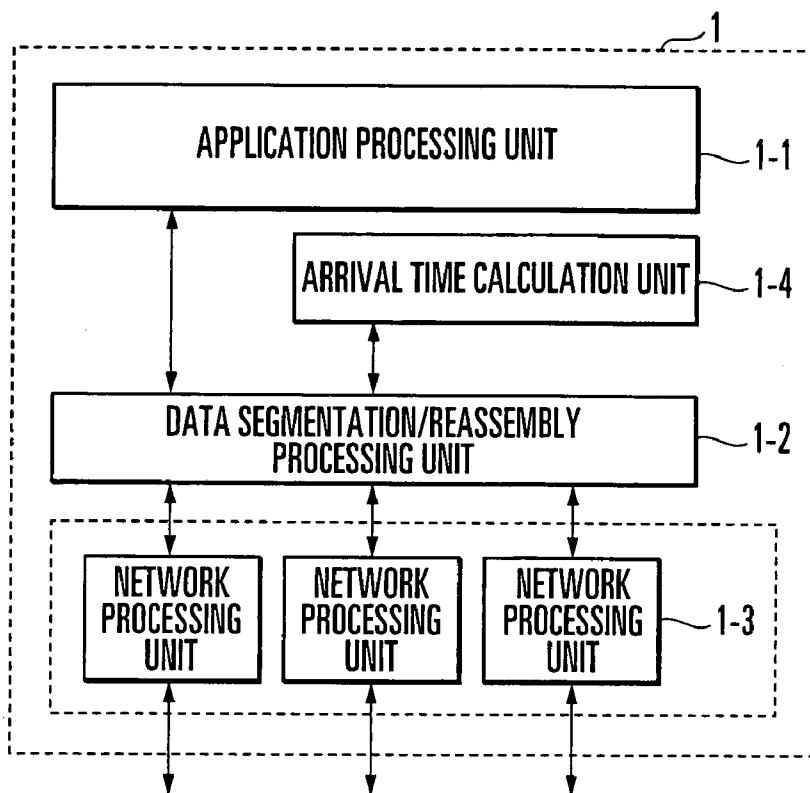 1
APPLICATION PROCESSING UNIT
1-1
ARRIVAL TIME CALCULATION UNIT
1-4
DATA SEGMENTATION/REASSEMBLY
PROCESSING UNIT
1-2
NETWORK
PROCESSING
UNIT
NETWORK
PROCESSING
UNIT
NETWORK
PROCESSING
UNIT
1-3